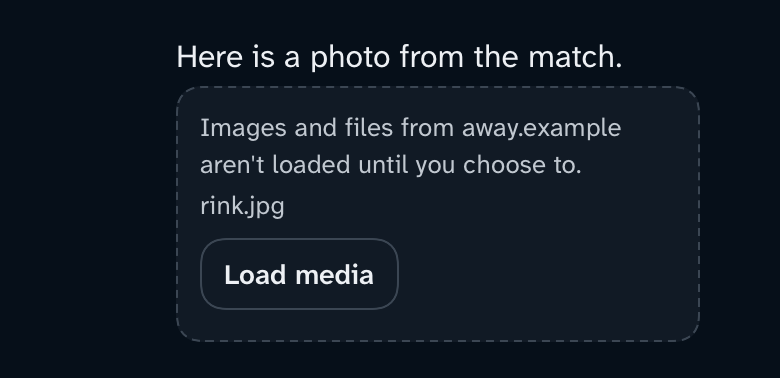 Here is a photo from the match.
Images and files from away.example
aren't loaded until you choose to.
rink.jpg
Load media